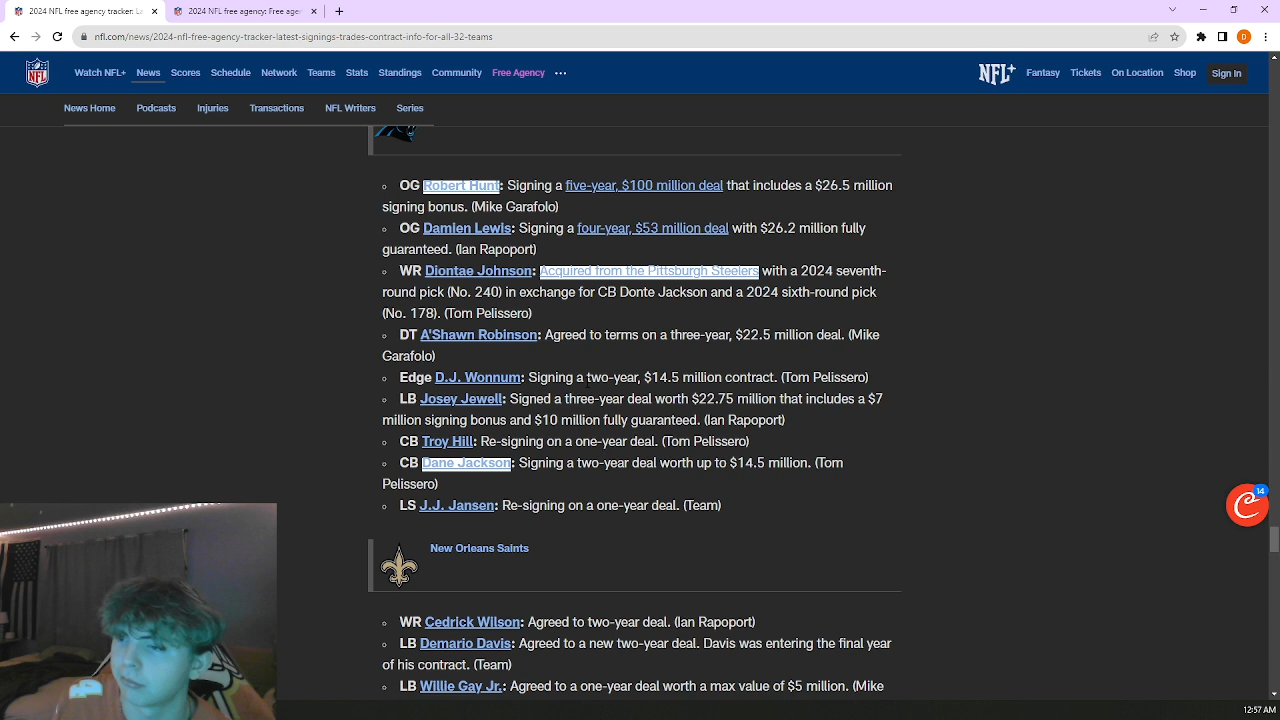 2024 NFL free agency tracker: La
2024 NFL free agency: Free age
nfl.com/news/2024-nfl-free-agency-tracker-latest-signings-trades-contract-info-for-all-32-teams
D
NFL
Watch NFL+ News Scores Schedule Network Teams Stats Standings Community Free Agency
NFL+ Fantasy Tickets On Location Shop Sign In
News Home Podcasts Injuries Transactions NFL Writers Series
OG Robert Hunt: Signing a five-year, $100 million deal that includes a $26.5 million
signing bonus. (Mike Garafolo)
OG Damien Lewis: Signing a four-year, $53 million deal with $26.2 million fully
guaranteed. (Ian Rapoport)
WR Diontae Johnson: Acquired from the Pittsburgh Steelers with a 2024 seventh-
round pick (No. 240) in exchange for CB Donte Jackson and a 2024 sixth-round pick
(No. 178). (Tom Pelissero)
DT A'Shawn Robinson: Agreed to terms on a three-year, $22.5 million deal. (Mike
Garafolo)
Edge D.J. Wonnum: Signing a two-year, $14.5 million contract. (Tom Pelissero)
LB Josey Jewell: Signed a three-year deal worth $22.75 million that includes a $7
million signing bonus and $10 million fully guaranteed. (Ian Rapoport)
CB Troy Hill: Re-signing on a one-year deal. (Tom Pelissero)
CB Dane Jackson: Signing a two-year deal worth up to $14.5 million. (Tom
Pelissero)
LS J.J. Jansen: Re-signing on a one-year deal. (Team)
14
New Orleans Saints
WR Cedrick Wilson: Agreed to two-year deal. (Ian Rapoport)
LB Demario Davis: Agreed to a new two-year deal. Davis was entering the final year
of his contract. (Team)
LB Willie Gay Jr.: Agreed to a one-year deal worth a max value of $5 million. (Mike
12:57 AM